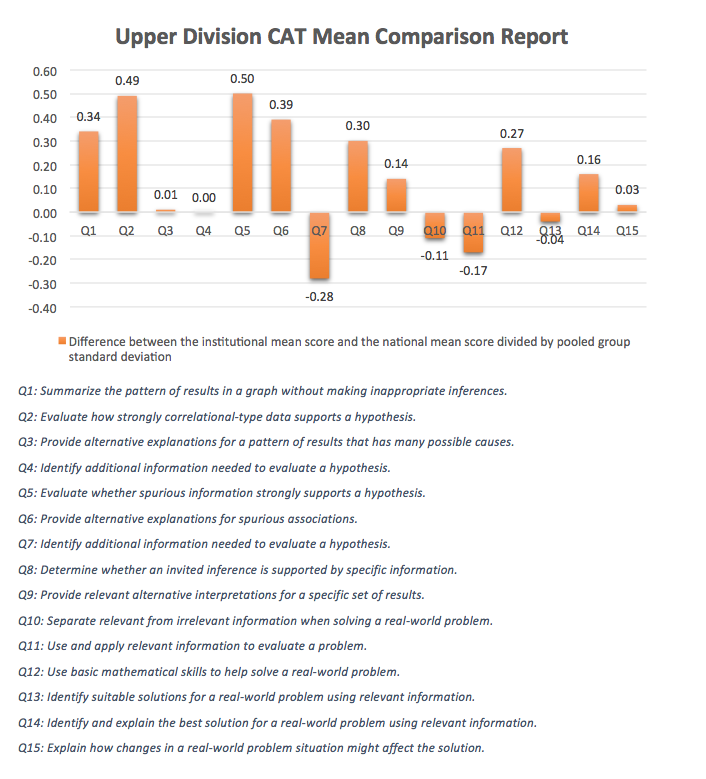 Upper Division CAT Mean Comparison Report
0.60
0.50
0.40
0.30
0.20
0.10
0.00
-0.10
-0.20
-0.30
-0.40
0.34
0.49
0.01
0.00
0.50
0.39
-0.28
0.30
0.14
-0.11
-0.17
0.27
-0.04
0.16
0.03
Q1 Q2 Q3 Q4 Q5 Q6 Q7 Q8 Q9 Q10 Q11 Q12 Q13 Q14 Q15
Difference between the institutional mean score and the national mean score divided by pooled group
standard deviation
Q1: Summarize the pattern of results in a graph without making inappropriate inferences.
Q2: Evaluate how strongly correlational-type data supports a hypothesis.
Q3: Provide alternative explanations for a pattern of results that has many possible causes.
Q4: Identify additional information needed to evaluate a hypothesis.
Q5: Evaluate whether spurious information strongly supports a hypothesis.
Q6: Provide alternative explanations for spurious associations.
Q7: Identify additional information needed to evaluate a hypothesis.
Q8: Determine whether an invited inference is supported by specific information.
Q9: Provide relevant alternative interpretations for a specific set of results.
Q10: Separate relevant from irrelevant information when solving a real-world problem.
Q11: Use and apply relevant information to evaluate a problem.
Q12: Use basic mathematical skills to help solve a real-world problem.
Q13: Identify suitable solutions for a real-world problem using relevant information.
Q14: Identify and explain the best solution for a real-world problem using relevant information.
Q15: Explain how changes in a real-world problem situation might affect the solution.